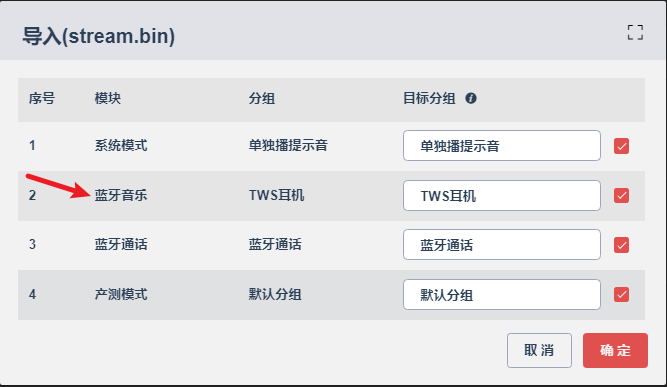 导入(stream.bin)
序号 模块 分组 目标分组
1 系统模式 单独播提示音 单独播提示音
2 蓝牙音乐 TWS耳机 TWS耳机
3 蓝牙通话 蓝牙通话 蓝牙通话
4 产测模式 默认分组 默认分组
取 消 确 定